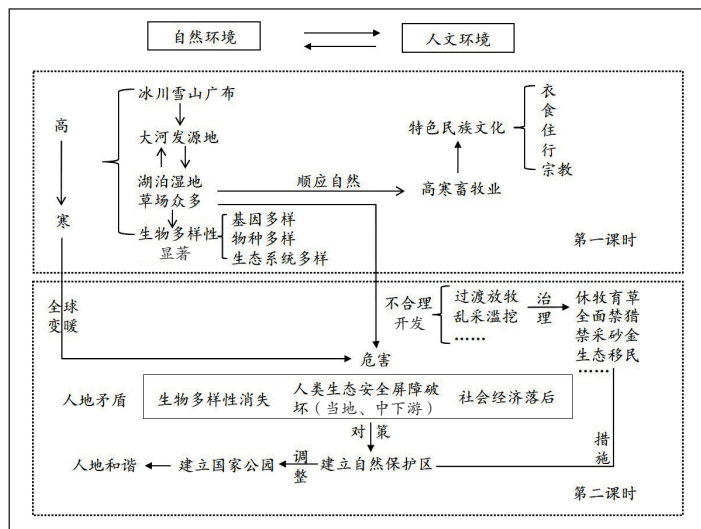 自然环境
人文环境
高
寒
冰川雪山广布
大河发源地
湖泊湿地
草场众多
生物多样性
显著
基因多样
物种多样
生态系统多样
顺应自然
高寒畜牧业
特色民族文化
衣
食
住
行
宗教
第一课时
全球
变暖
不合理
开发
过渡放牧
乱采滥挖
……
治
理
休牧育草
全面禁猎
禁采砂金
生态移民
……
危害
人地矛盾
生物多样性消失
人类生态安全屏障破
坏（当地、中下游）
社会经济落后
对 策
措
施
人地和谐
建立国家公园
调
整
建立自然保护区
第二课时